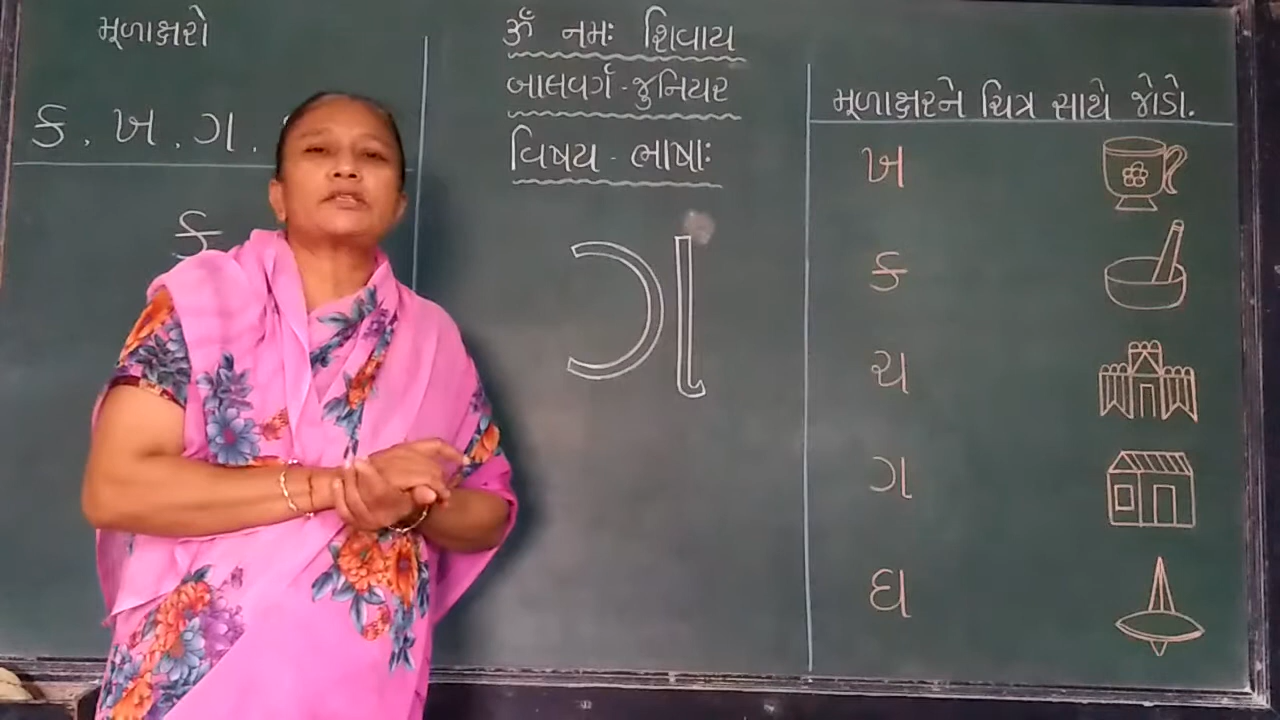 મૂળાક્ષરો
ક . ખ . ગ .
ક
ૐ નમઃ શિવાય
બાલવર્ગ - જુનિયર
વિષય - ભાષાઃ
ગ
મૂળાક્ષરને ચિત્ર સાથે જોડો.
ખ
ક
ચ
ગ
ઘ